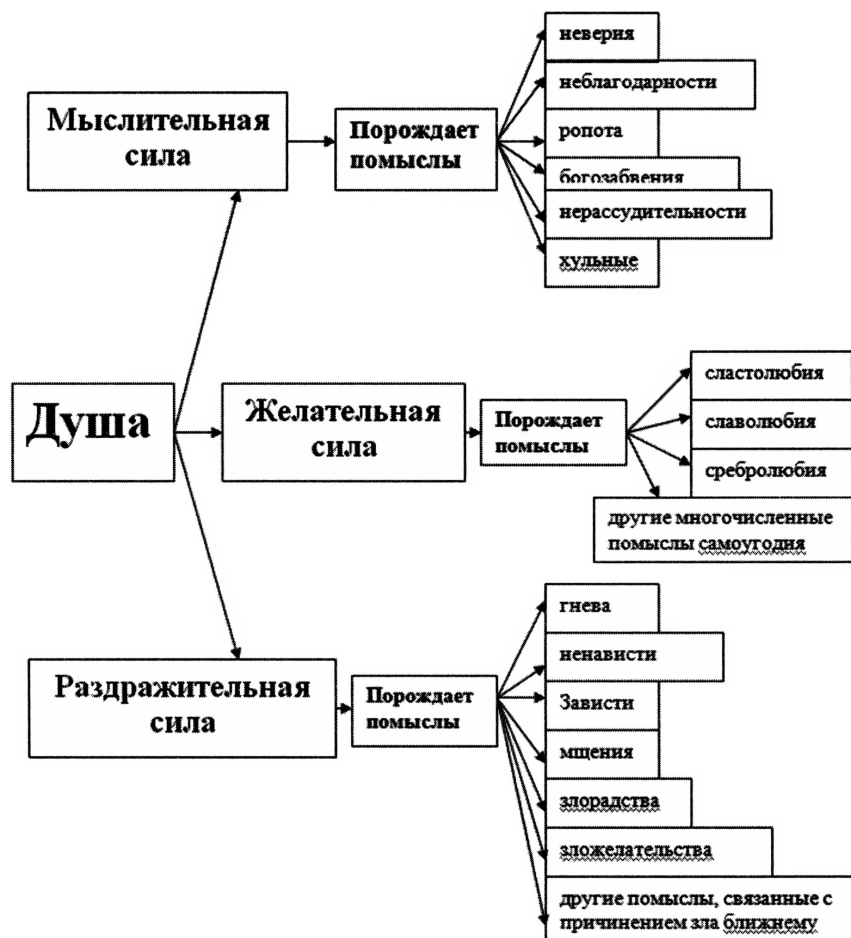 Мыслительная
сила
Порождает
помыслы
неверия
неблагодарности
ропота
богозабвения
нерассудительности
хульные
Душа
Желательная
сила
Порождает
помыслы
сластолюбия
славолюбия
сребролюбия
другие многочисленные
помыслы самоугодия
Раздражительная
сила
Порождает
помыслы
гнева
ненависти
Зависти
мщения
злорадства
зложелательства
другие помыслы, связанные с
причинением зла ближнему